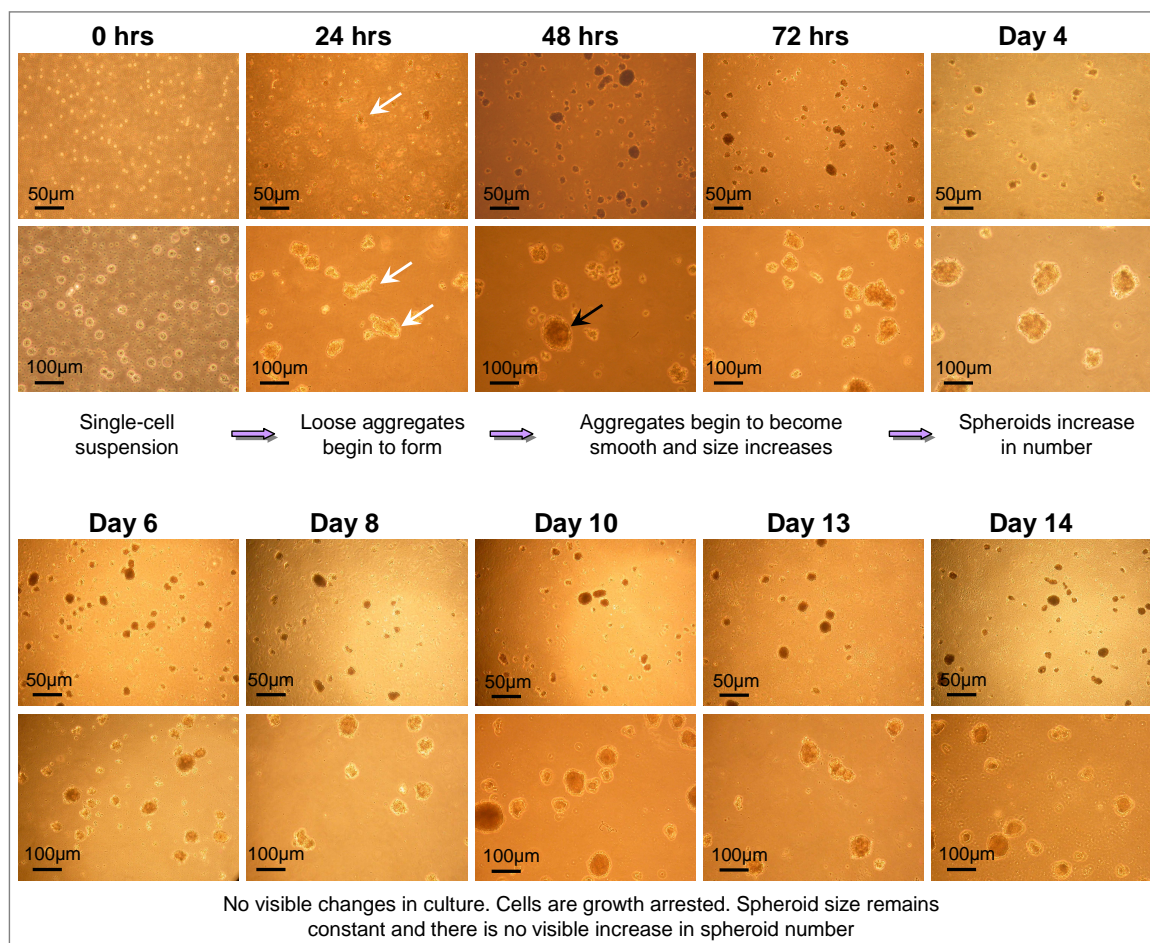 0 hrs
24 hrs
48 hrs
72 hrs
Day 4
50µm
50µm
50µm
50µm
50µm
100µm
100µm
100µm
100µm
100µm
Single-cell
suspension
Loose aggregates
begin to form
Aggregates begin to become
smooth and size increases
Spheroids increase
in number
Day 6
Day 8
Day 10
Day 13
Day 14
50µm
50µm
50µm
50µm
50µm
100µm
100µm
100µm
100µm
100µm
No visible changes in culture. Cells are growth arrested. Spheroid size remains
constant and there is no visible increase in spheroid number